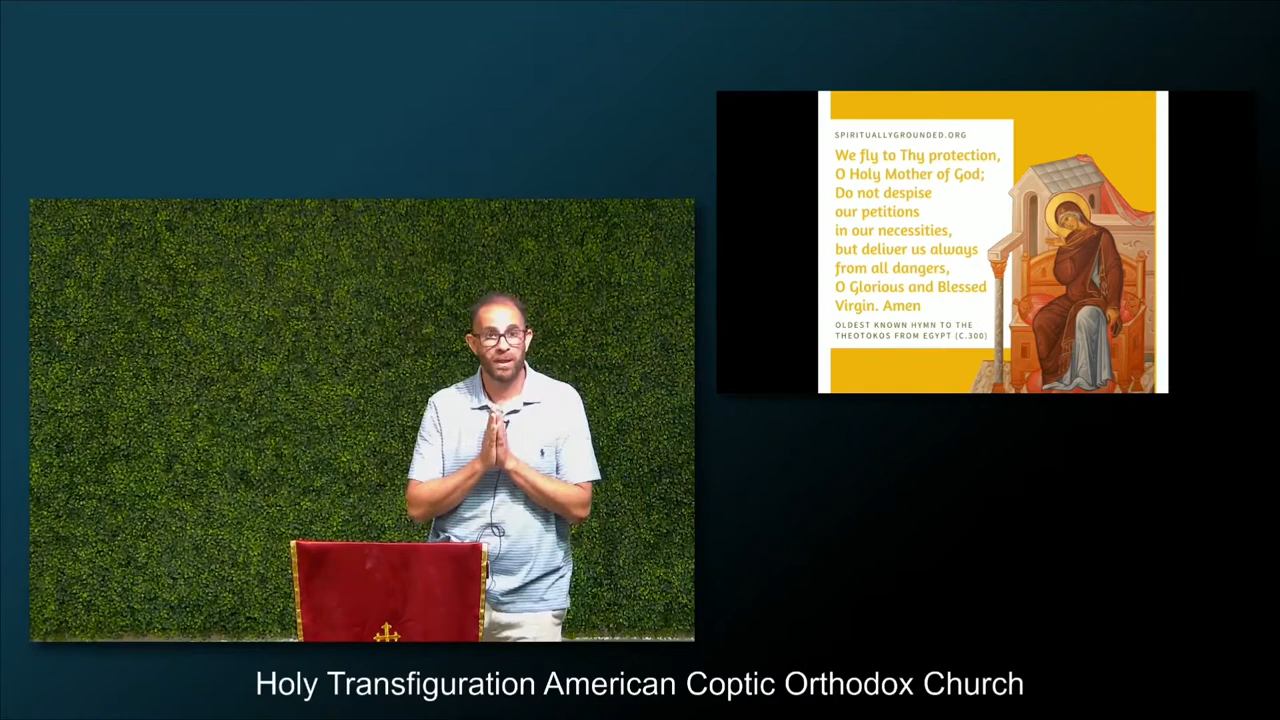 SPIRITUALLYGROUNDED.ORG
We fly to Thy protection,
O Holy Mother of God;
Do not despise
our petitions
in our necessities,
but deliver us always
from all dangers,
O Glorious and Blessed
Virgin. Amen
OLDEST KNOWN HYMN TO THE
THEOTOKOS FROM EGYPT (C.300)
Holy Transfiguration American Coptic Orthodox Church